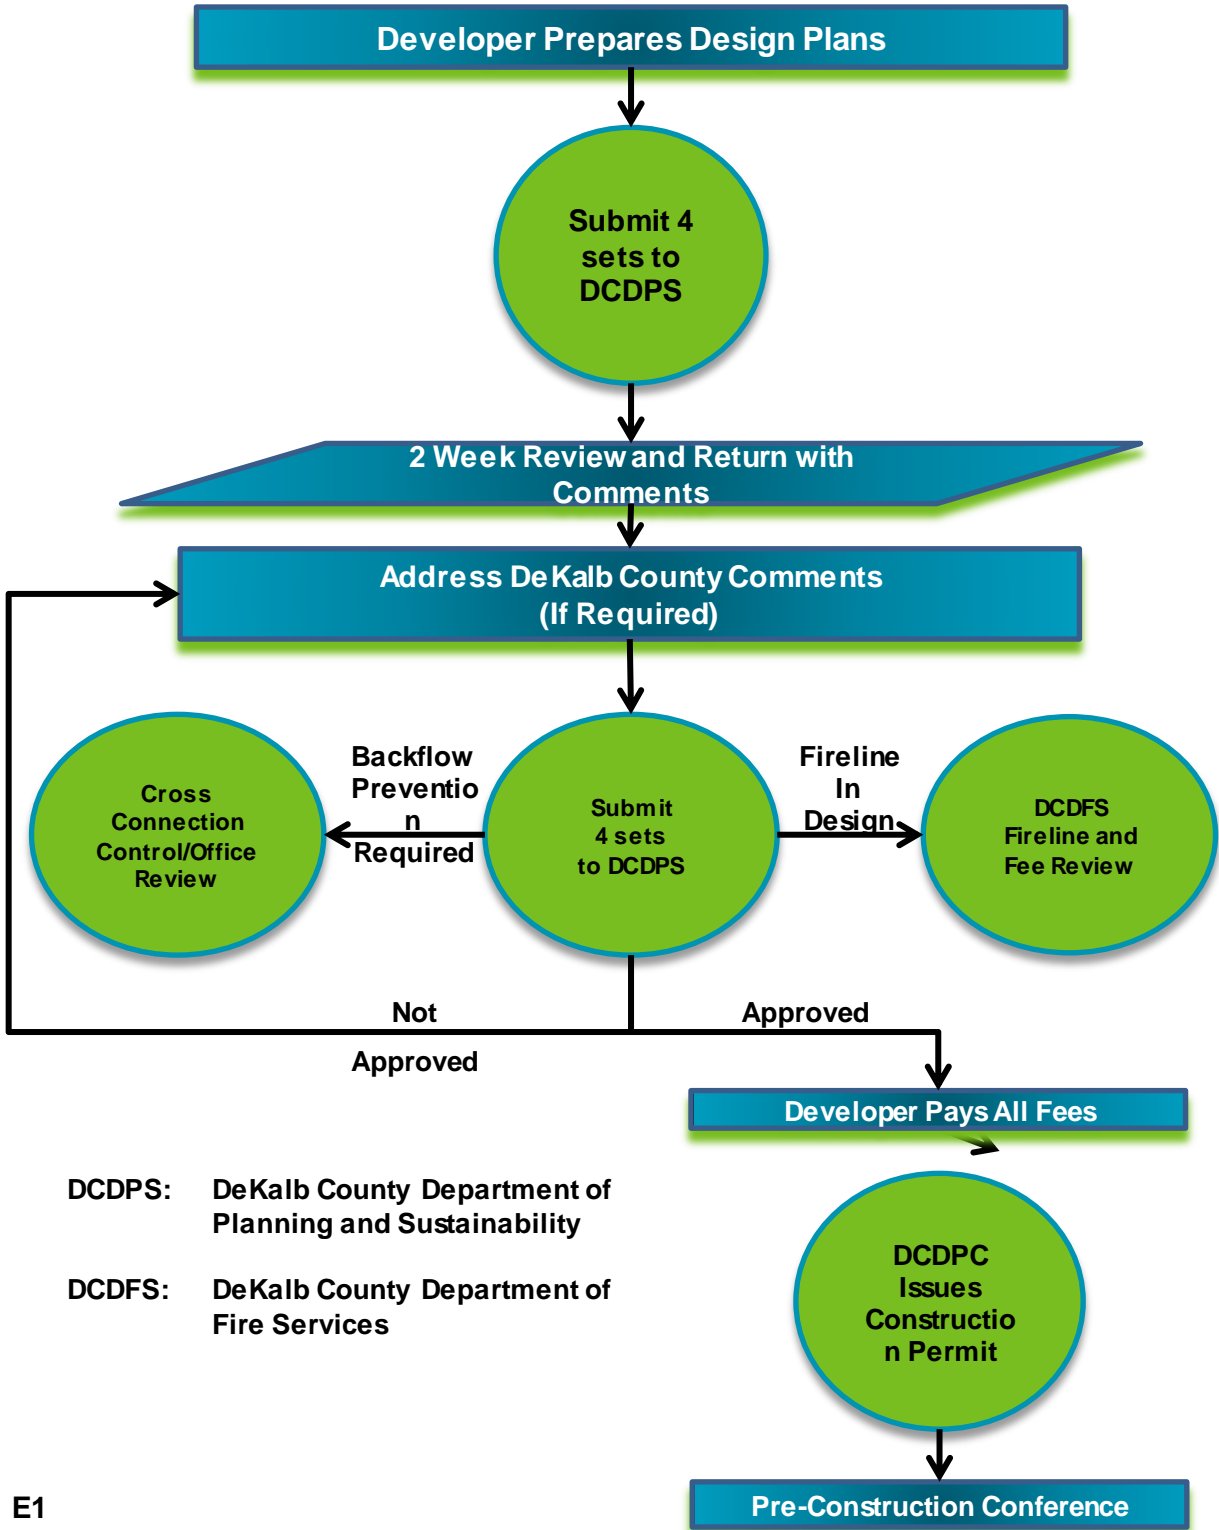 Developer Prepares Design Plans
Submit 4
sets to
DCDPS
2 Week Review and Return with
Comments
Address DeKalb County Comments
(If Required)
Cross
Connection
Control/Office
Review
Backflow
Preventio
n
Required
Submit
4 sets
to DCDPS
Fireline
In
Design
DCDFS
Fireline and
Fee Review
Not
Approved
Approved
Developer Pays All Fees
DCDPS: DeKalb County Department of
Planning and Sustainability
DCDFS: DeKalb County Department of
Fire Services
DCDPC
Issues
Constructio
n Permit
Pre-Construction Conference
E1